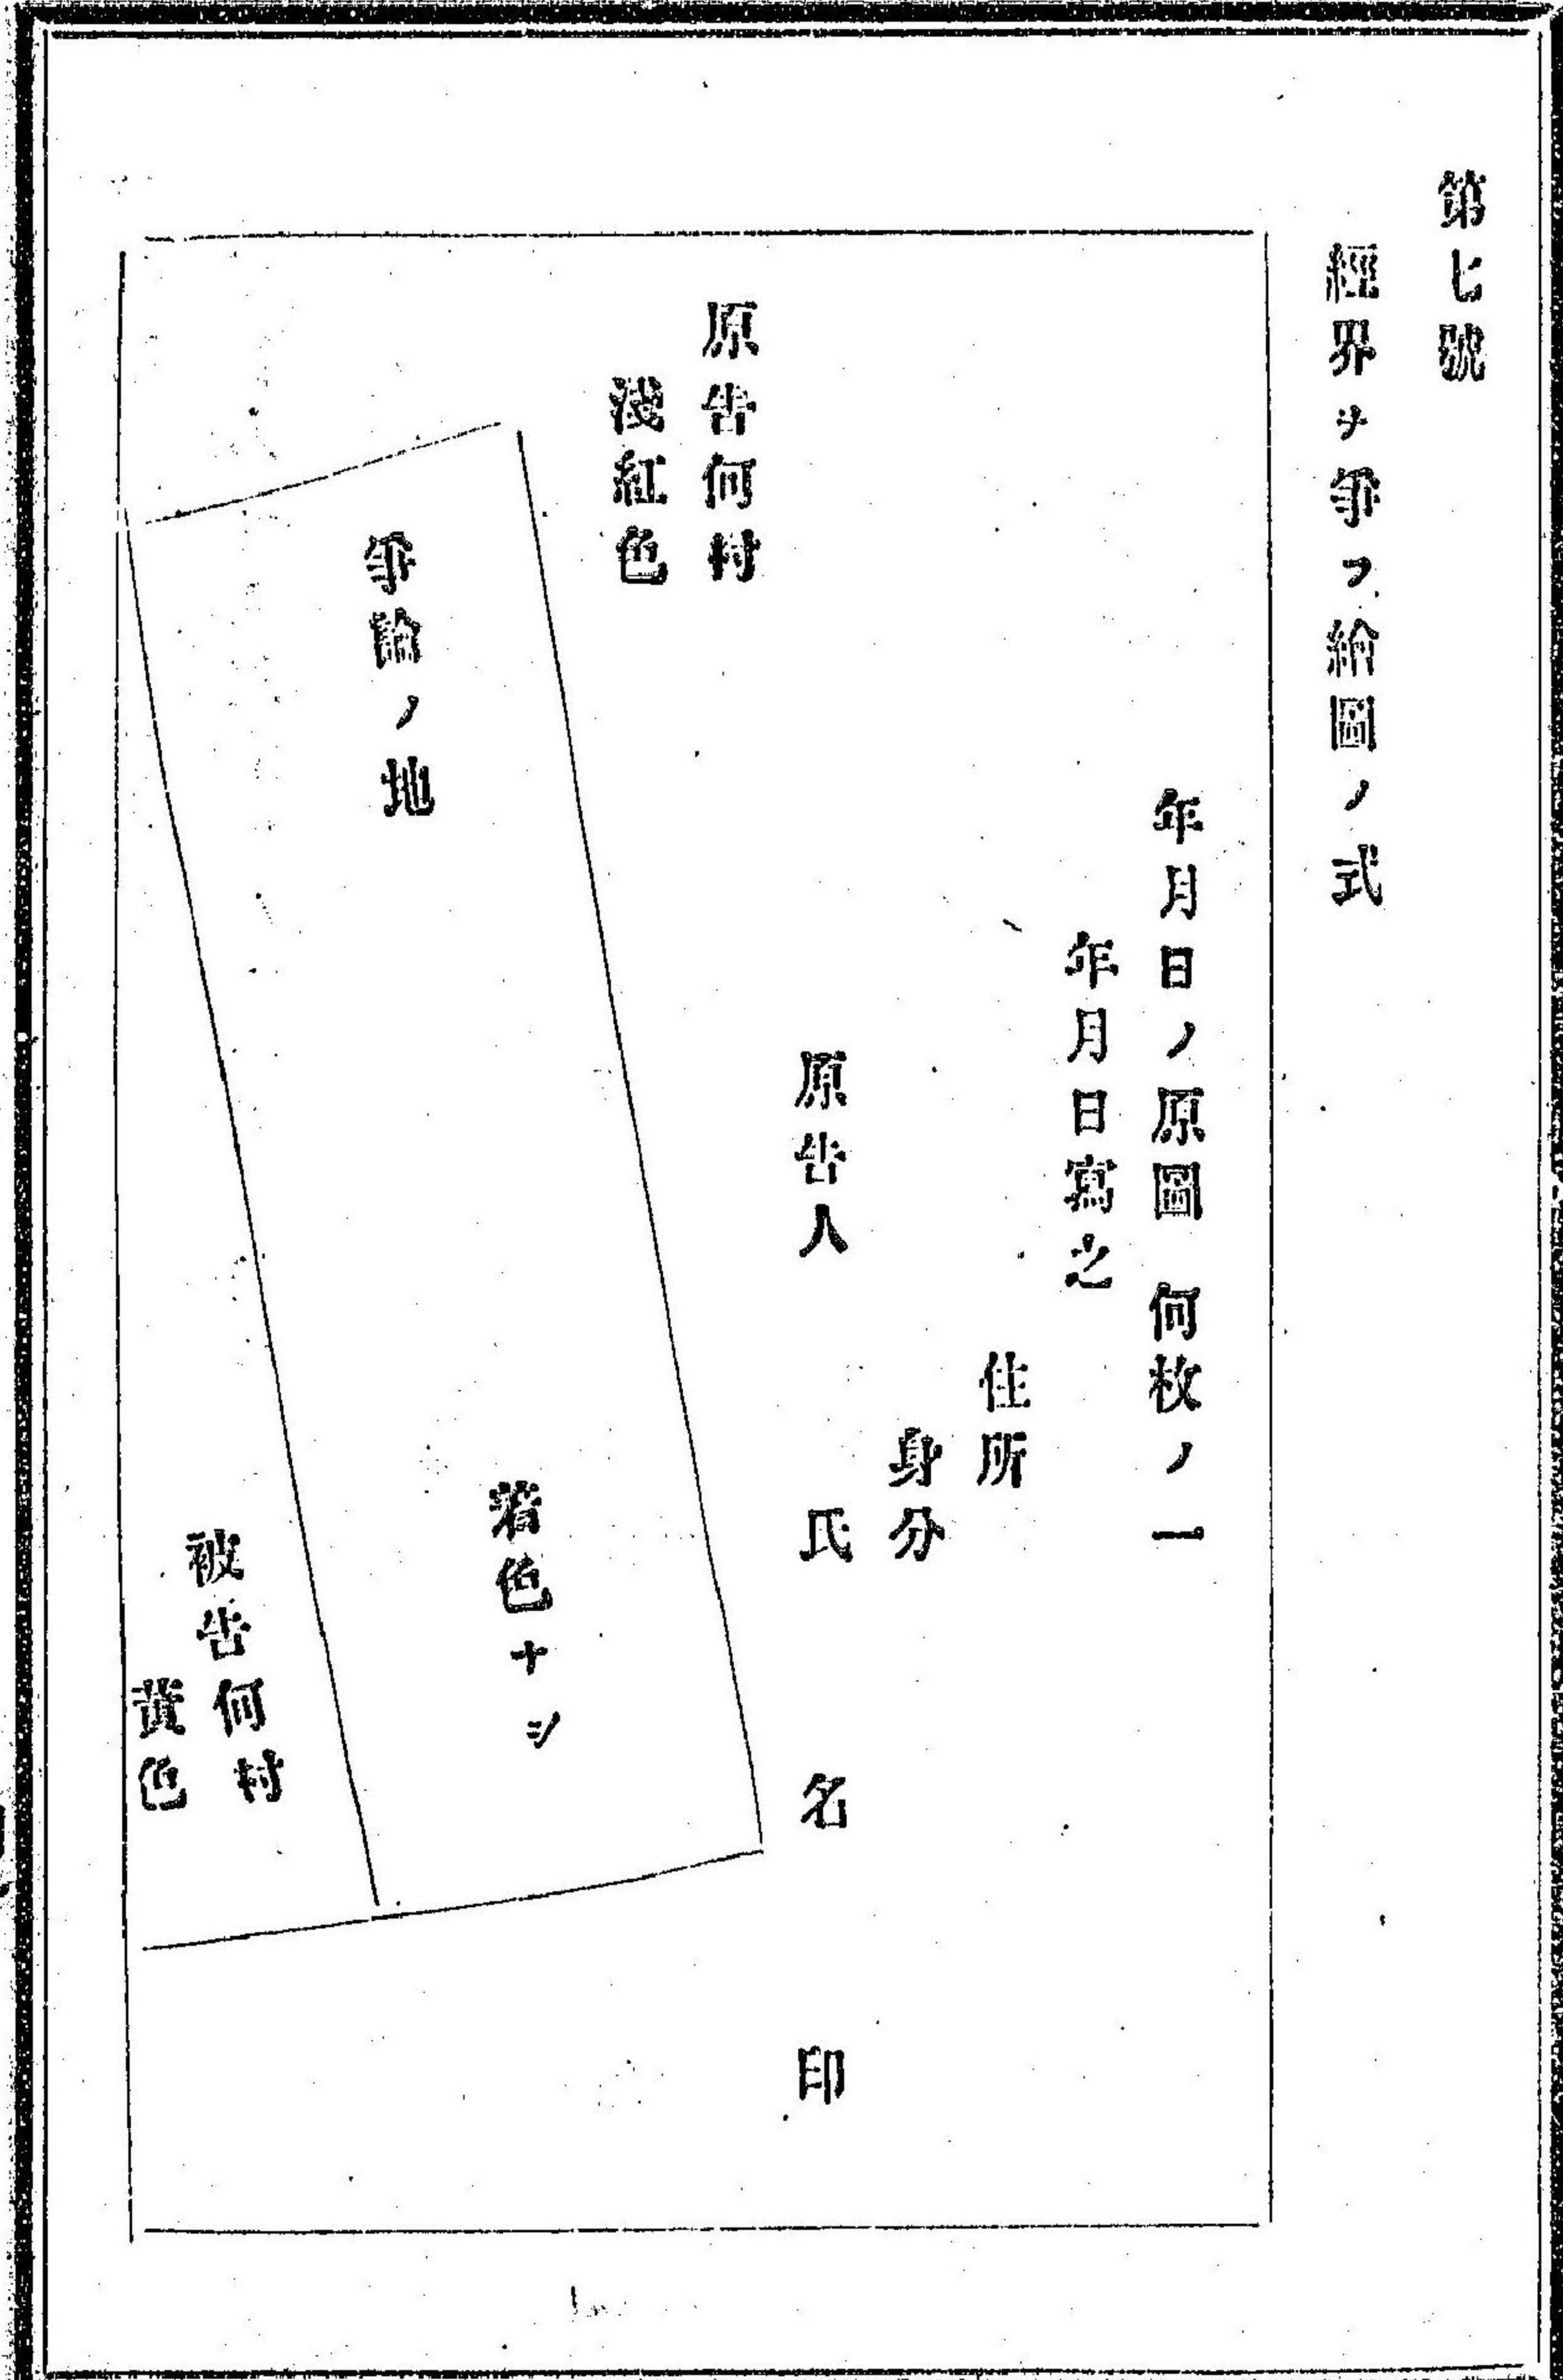 第七號
經界ヲ爭フ繪圖ノ式
年月日ノ原圖 何枚ノ一
年月日寫之
住所
身分
原告人 氏 名 印
原告何村
淺紅色
爭論ノ地
着色ナシ
被告何村
黃色